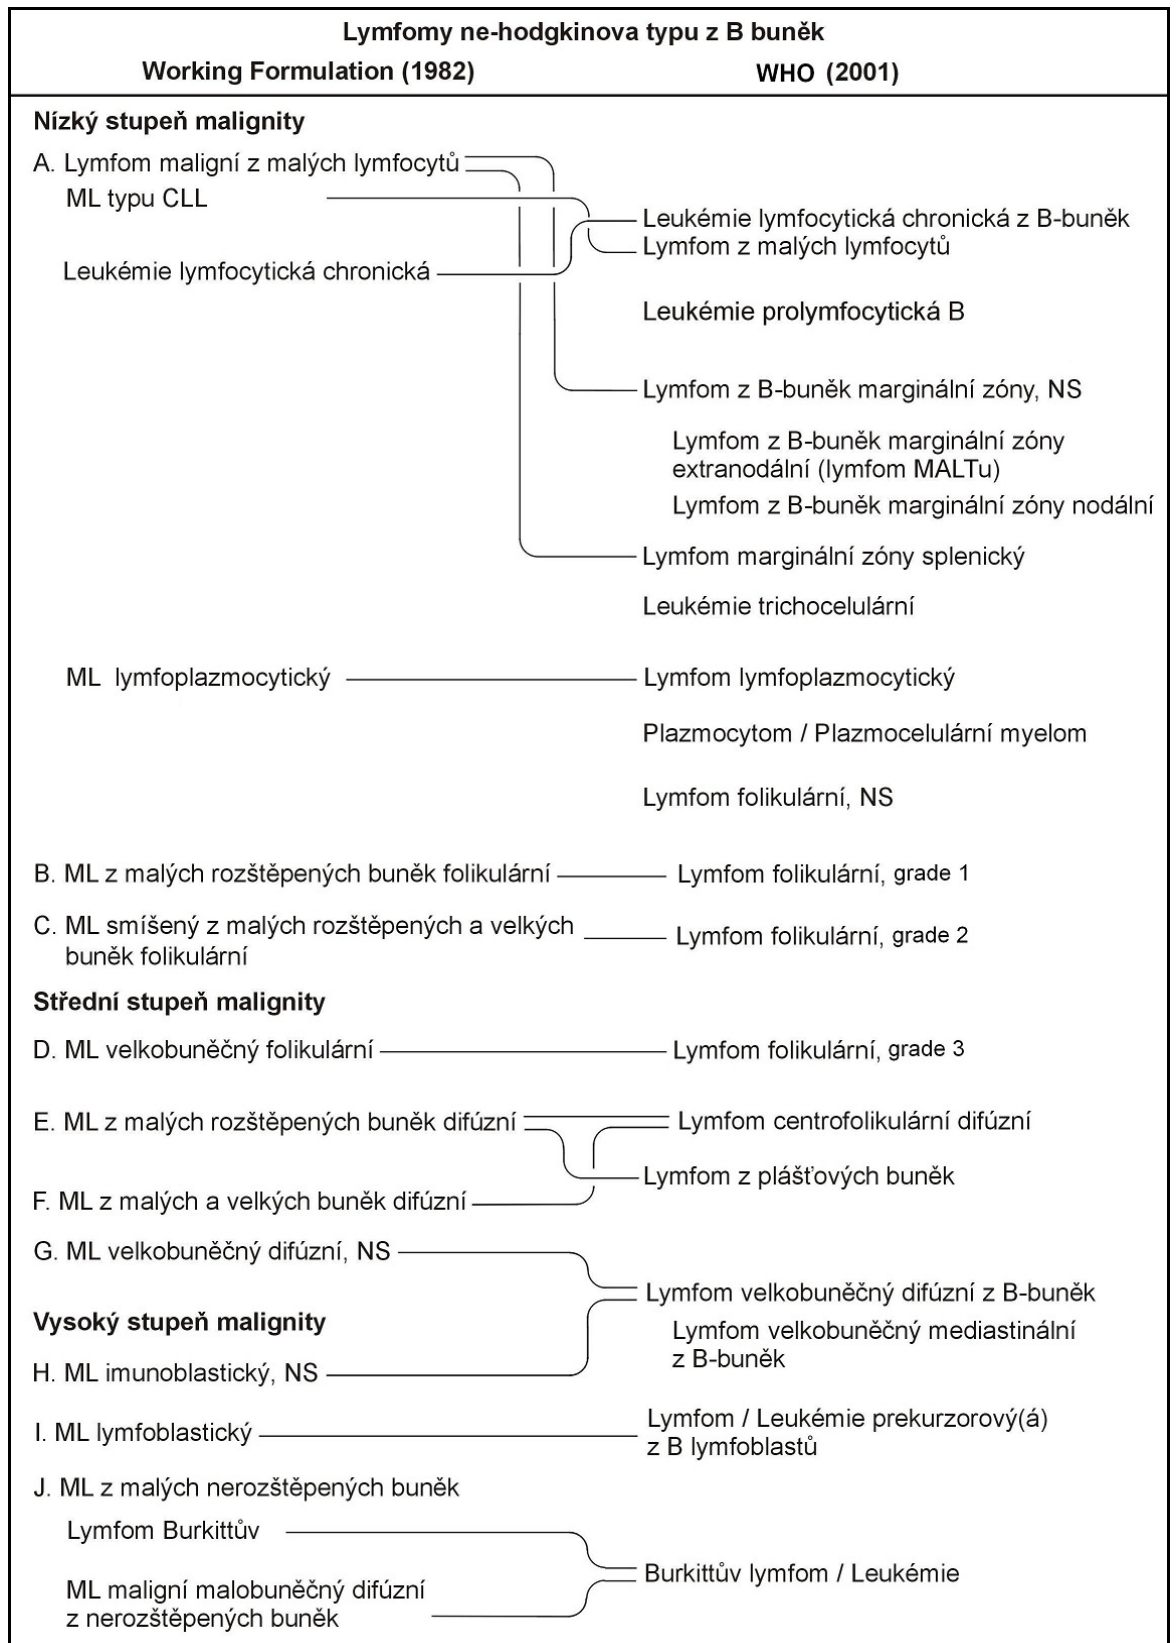 Lymfomy ne-hodgkinova typu z B buněk
Working Formulation (1982)
WHO (2001)
Nízký stupeň malignity
A. Lymfom maligní z malých lymfocytů
ML typu CLL
Leukémie lymfocytická chronická z B-buněk
Lymfom z malých lymfocytů
Leukémie lymfocytická chronická
Leukémie prolymfocytická B
Lymfom z B-buněk marginální zóny, NS
Lymfom z B-buněk marginální zóny
extranodální (lymfom MALTu)
Lymfom z B-buněk marginální zóny nodální
Lymfom marginální zóny splenický
Leukémie trichocelulární
ML lymfoplazmocytický
Lymfom lymfoplazmocytický
Plazmocytom / Plazmocelulární myelom
Lymfom folikulární, NS
B. ML z malých rozštěpených buněk folikulární
Lymfom folikulární, grade 1
C. ML smíšený z malých rozštěpených a velkých
buněk folikulární
Lymfom folikulární, grade 2
Střední stupeň malignity
D. ML velkobuněčný folikulární
Lymfom folikulární, grade 3
E. ML z malých rozštěpených buněk difúzní
Lymfom centrofolikulární difúzní
Lymfom z plášťových buněk
F. ML z malých a velkých buněk difúzní
G. ML velkobuněčný difúzní, NS
Lymfom velkobuněčný difúzní z B-buněk
Vysoký stupeň malignity
Lymfom velkobuněčný mediastinální
z B-buněk
H. ML imunoblastický, NS
I. ML lymfoblastický
Lymfom / Leukémie prekurzorový(á)
z B lymfoblastů
J. ML z malých nerozštěpených buněk
Lymfom Burkittův
Burkittův lymfom / Leukémie
ML maligní malobuněčný difúzní
z nerozštěpených buněk